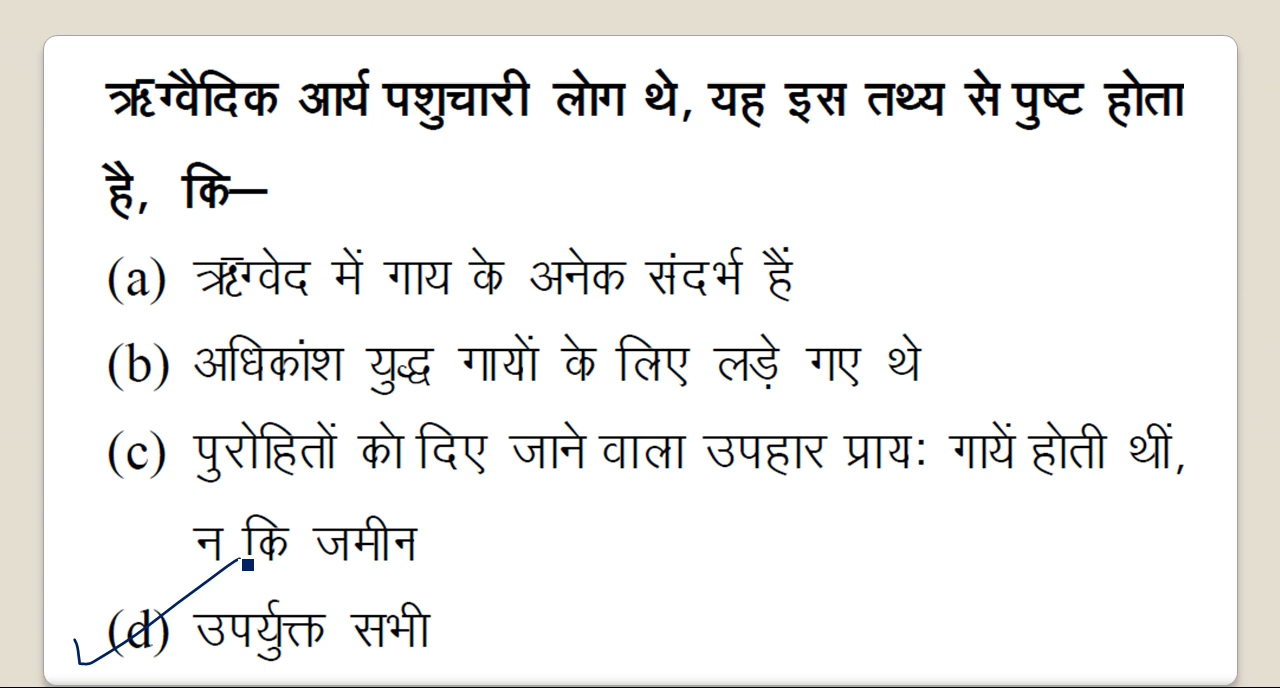 ऋग्वैदिक आर्य पशुचारी लोग थे, यह इस तथ्य से पुष्ट होता
है, कि—
(a) ऋग्वेद में गाय के अनेक संदर्भ हैं
(b) अधिकांश युद्ध गायों के लिए लड़े गए थे
(c) पुरोहितों को दिए जाने वाला उपहार प्रायः गायें होती थीं,
न कि जमीन
(d) उपर्युक्त सभी